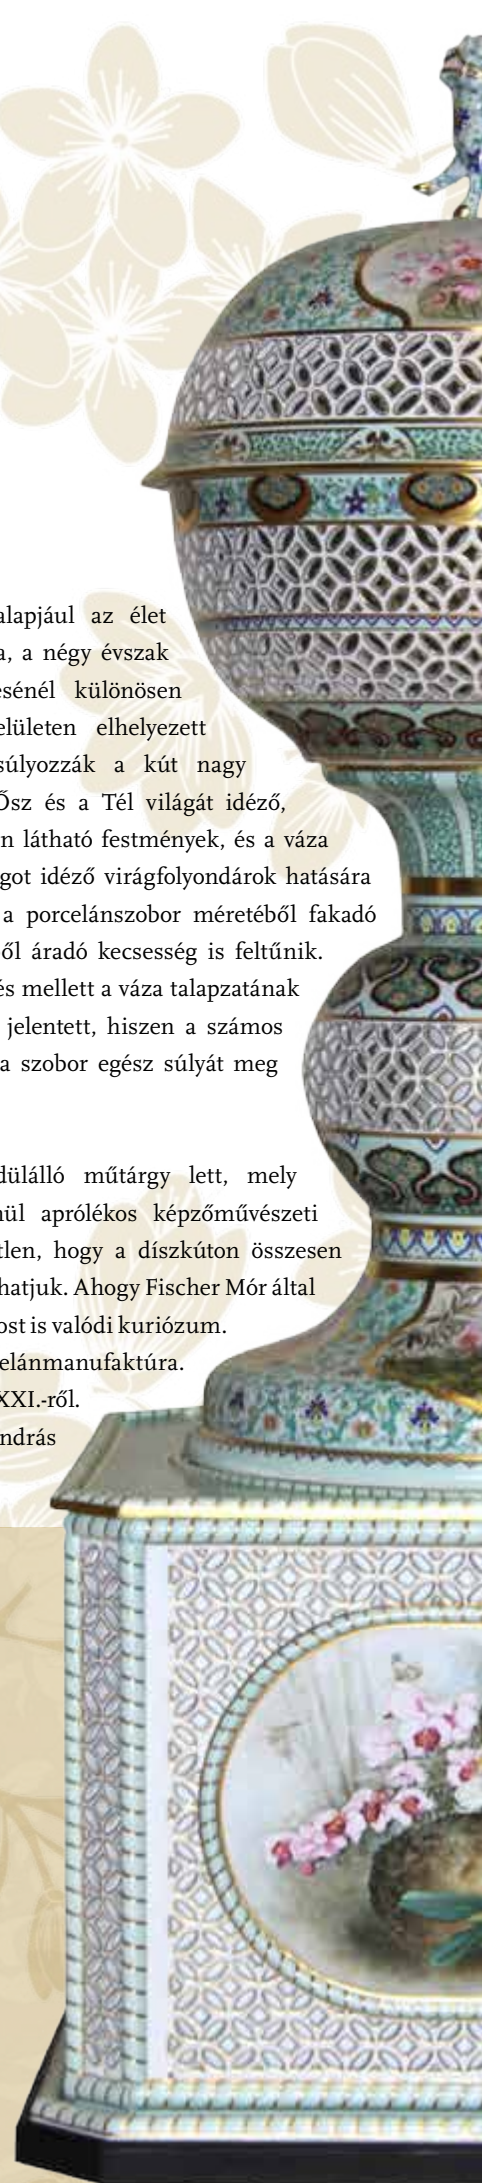 alapjául az élet
a, a négy évszak
esénél különösen
elületen elhelyezett
súlyozzák a kút nagy
Ősz és a Tél világát idéző,
n látható festmények, és a váza
got idéző virágfolyondárok hatására
a porcelánszobor méretéből fakadó
ől áradó kecsesség is feltűnik.
és mellett a váza talapzatának
jelentett, hiszen a számos
a szobor egész súlyát meg
dülálló műtárgy lett, mely
nül aprólékos képzőművészeti
tlen, hogy a díszkúton összesen
hatjuk. Ahogy Fischer Mór által
ost is valódi kuriózum.
elánmanufaktúra.
XXI.-ről.
ndrás